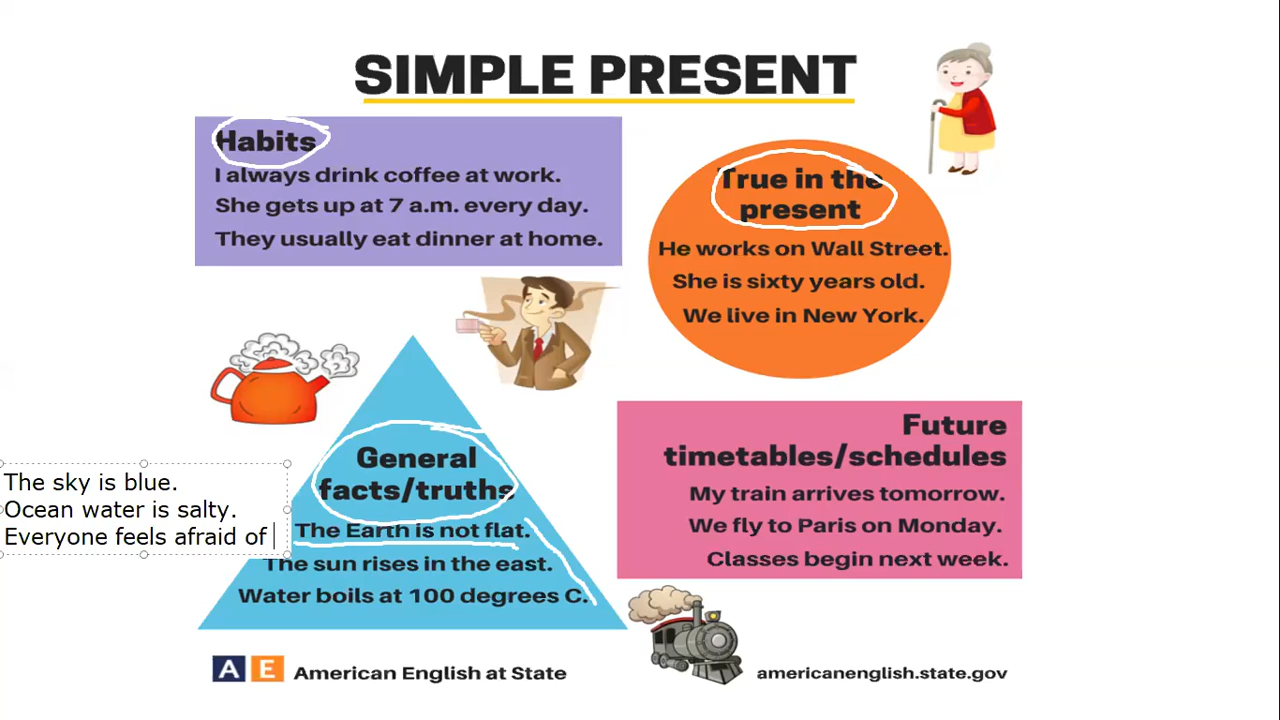 SIMPLE PRESENT
Habits
I always drink coffee at work.
She gets up at 7 a.m. every day.
They usually eat dinner at home.
True in the
present
He works on Wall Street.
She is sixty years old.
We live in New York.
General
facts/truths
The Earth is not flat.
The sun rises in the east.
Water boils at 100 degrees C.
The sky is blue.
Ocean water is salty.
Everyone feels afraid of
Future
timetables/schedules
My train arrives tomorrow.
We fly to Paris on Monday.
Classes begin next week.
A E American English at State
americanenglish.state.gov